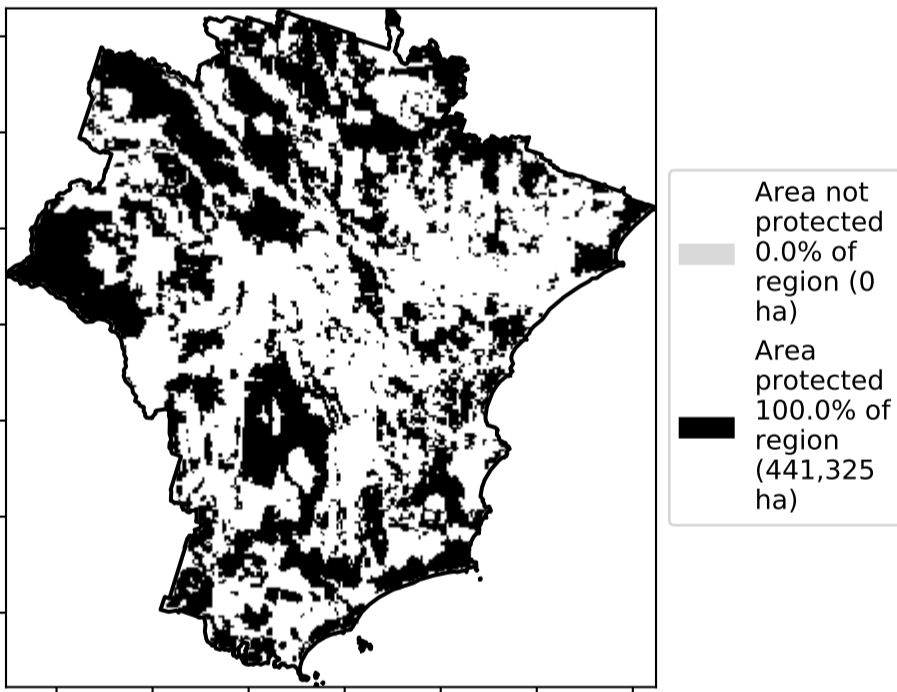 Area not
protected
0.0% of
region (0
ha)
Area
protected
100.0% of
region
(441,325
ha)